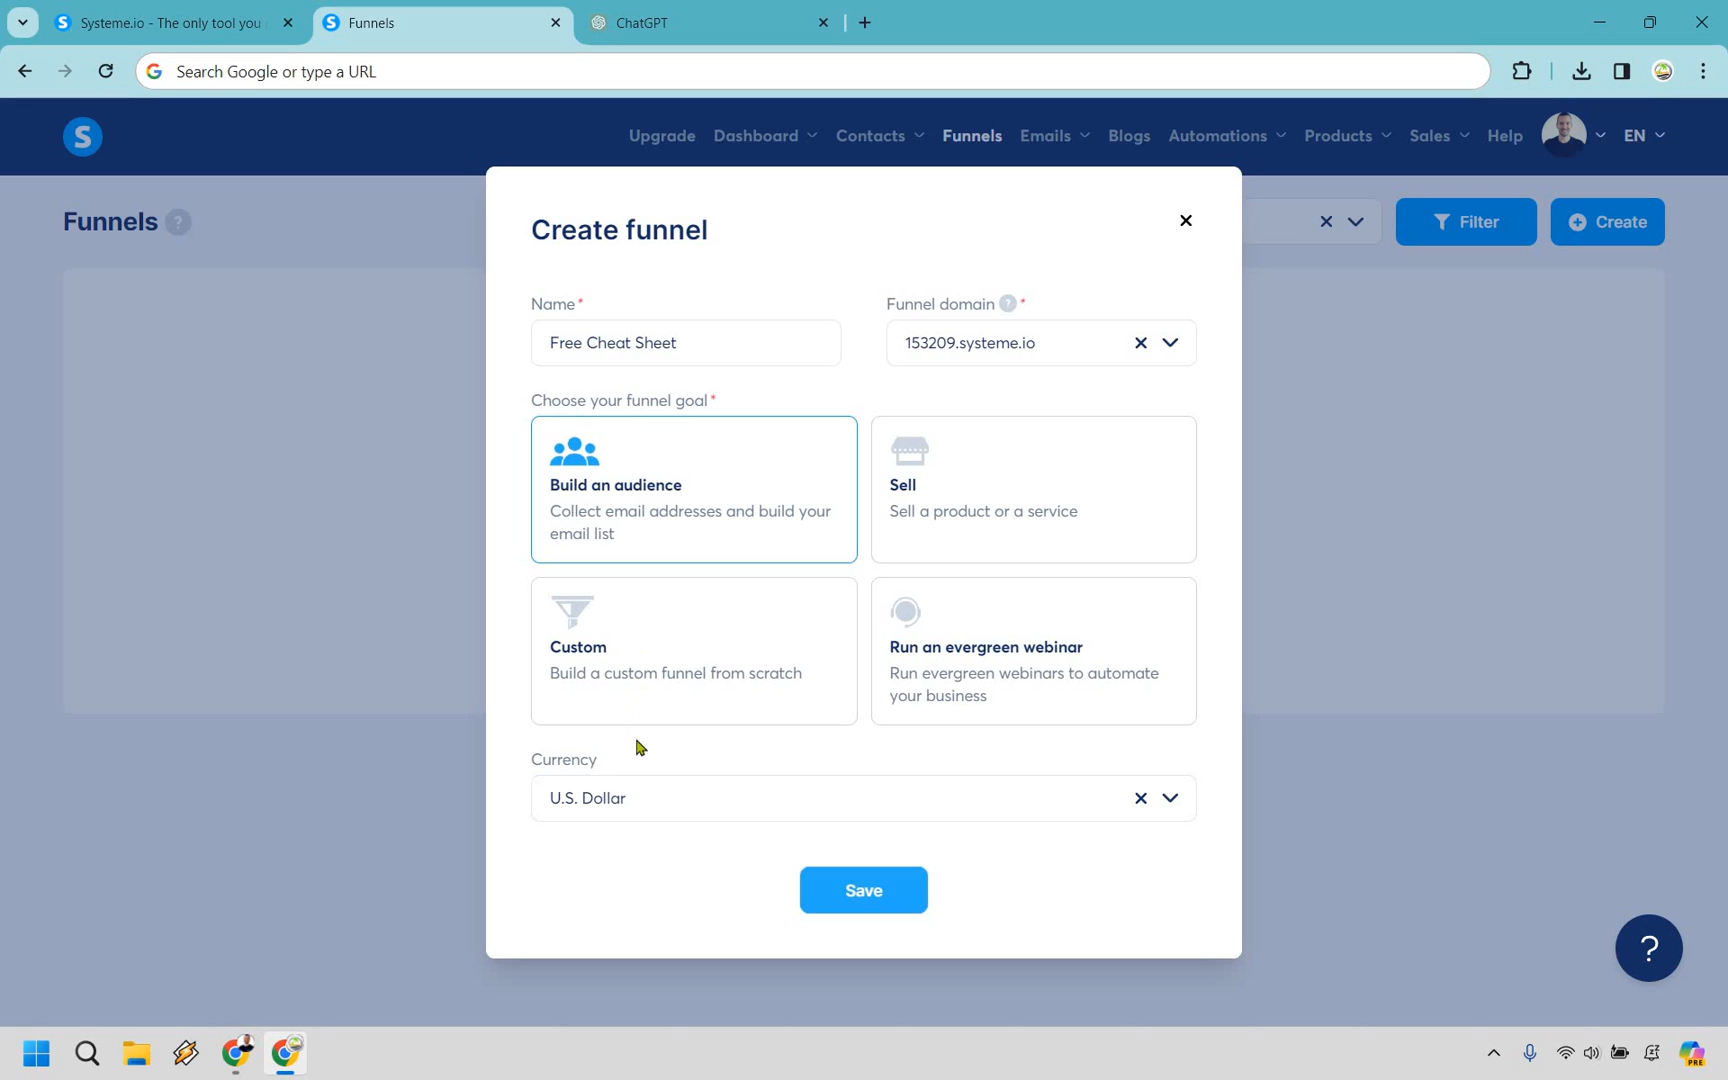 Systeme.io - The only tool you
Funnels
ChatGPT
Search Google or type a URL
S
Upgrade Dashboard Contacts Funnels Emails Blogs Automations Products Sales Help EN
Funnels ?
Filter
Create
Create funnel
Name*
Funnel domain ? *
Free Cheat Sheet
153209.systeme.io
Choose your funnel goal*
Build an audience
Collect email addresses and build your
email list
Sell
Sell a product or a service
Custom
Build a custom funnel from scratch
Run an evergreen webinar
Run evergreen webinars to automate
your business
Currency
U.S. Dollar
Save
?
PRE